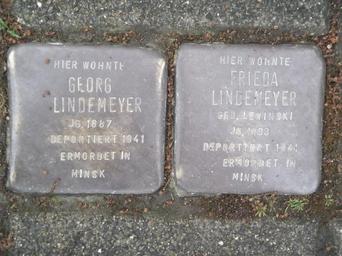 HIER WOHNTE
GEORG
LINDEMEYER
JG. 1887
DEPORTIERT 1941
ERMORDET IN
MINSK
HIER WOHNTE
FRIEDA
LINDEMEYER
GEB. LEWINSKI
JG. 1893
DEPORTIERT 1941
ERMORDET IN
MINSK